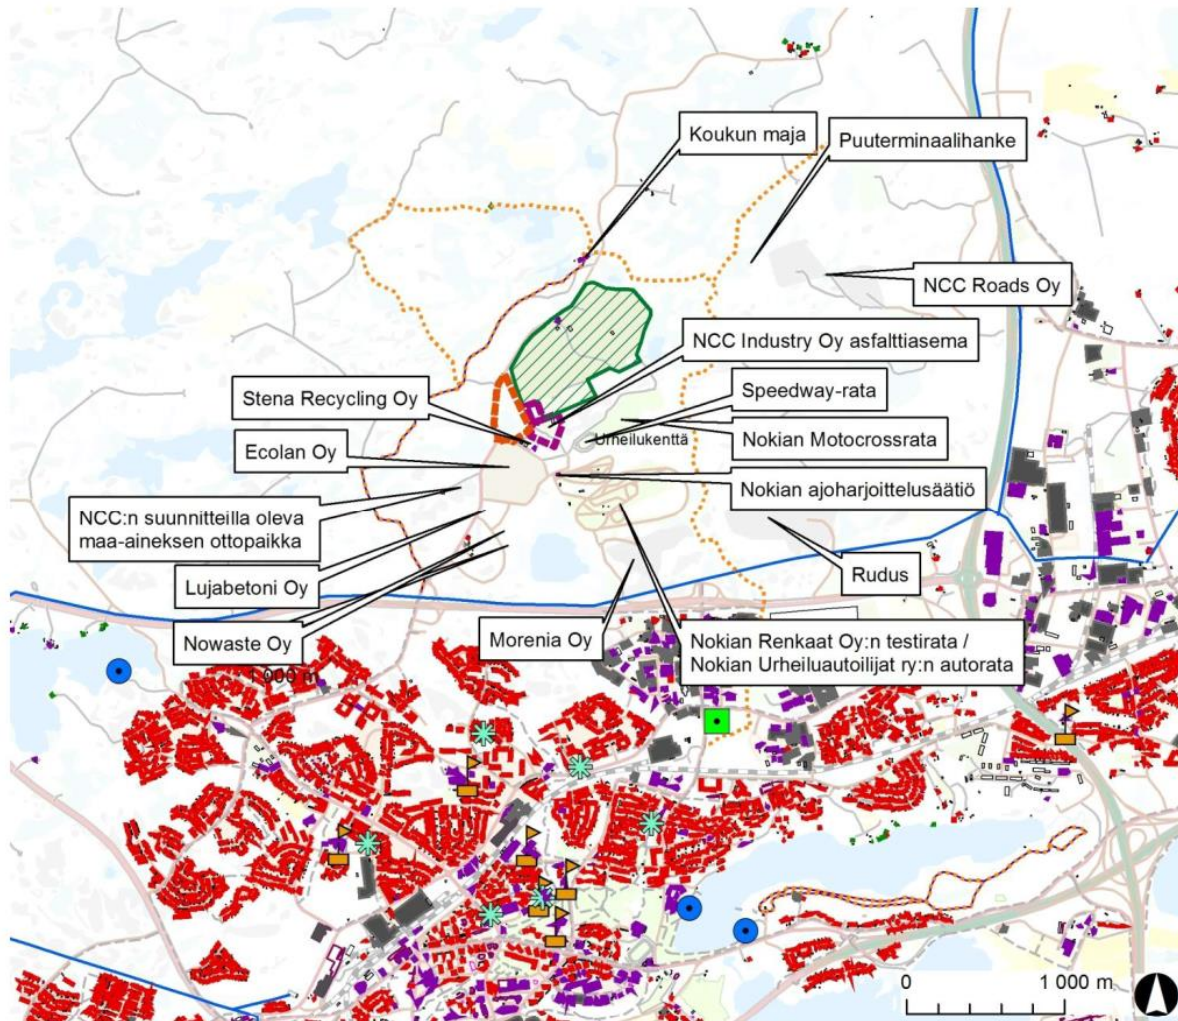 Koukun maja
Puuterminaalihanke
NCC Roads Oy
NCC Industry Oy asfalttiasema
Stena Recycling Oy
Speedway-rata
Urheilukenttä
Nokian Motocrossrata
Ecolan Oy
Nokian ajoharjoittelusäätiö
NCC:n suunnitteilla oleva
maa-aineksen ottopaikka
Lujabetoni Oy
Rudus
Nowaste Oy
Morenia Oy
Nokian Renkaat Oy:n testirata /
Nokian Urheiluautoilijat ry:n autorata
1 000 m
0 1 000 m